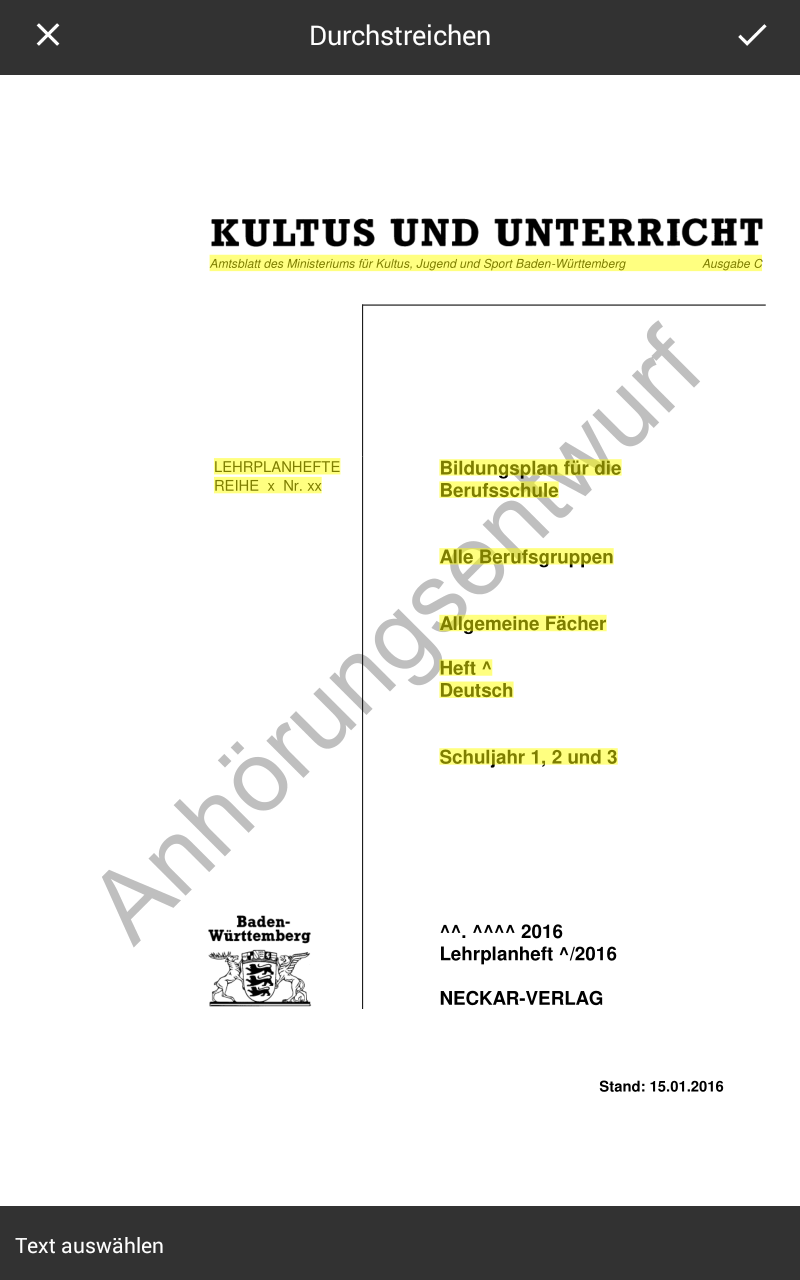 Durchstreichen
KULTUS UND UNTERRICHT
Amtsblatt des Ministeriums für Kultus, Jugend und Sport Baden-Württemberg Ausgabe C
LEHRPLANHEFTE
REIHE x Nr. xx
Bildungsplan für die
Berufsschule
Alle Berufsgruppen
Allgemeine Fächer
Heft ^
Deutsch
Schuljahr 1, 2 und 3
Anhörungsentwurf
Baden-
Württemberg
^^. ^^^^ 2016
Lehrplanheft ^/2016
NECKAR-VERLAG
Stand: 15.01.2016
Text auswählen